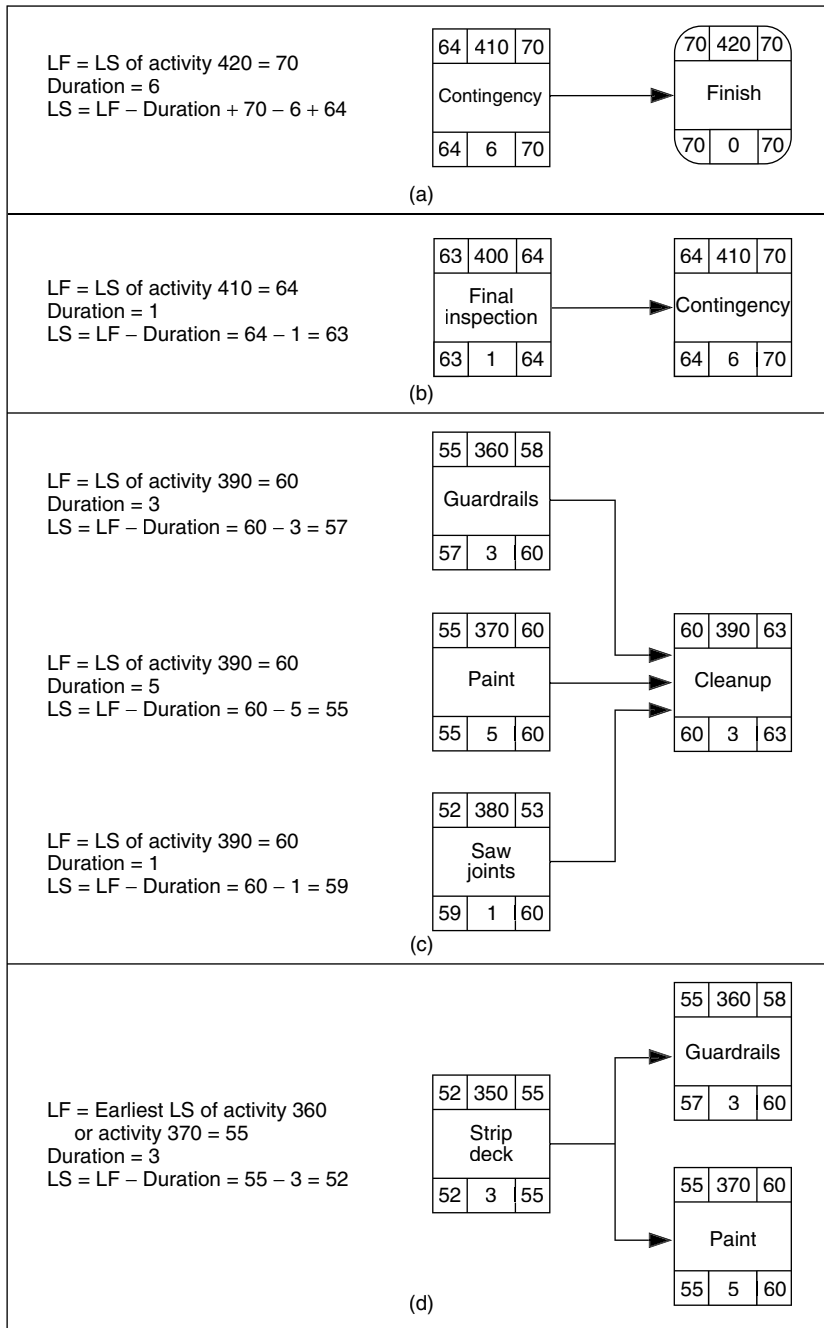 LF = LS of activity 420 = 70
Duration = 6
LS = LF – Duration + 70 – 6 + 64
64 410 70
Contingency
64 6 70
70 420 70
Finish
70 0 70
(a)
LF = LS of activity 410 = 64
Duration = 1
LS = LF – Duration = 64 – 1 = 63
63 400 64
Final
inspection
63 1 64
64 410 70
Contingency
64 6 70
(b)
LF = LS of activity 390 = 60
Duration = 3
LS = LF – Duration = 60 – 3 = 57
55 360 58
Guardrails
57 3 60
LF = LS of activity 390 = 60
Duration = 5
LS = LF – Duration = 60 – 5 = 55
55 370 60
Paint
55 5 60
60 390 63
Cleanup
60 3 63
LF = LS of activity 390 = 60
Duration = 1
LS = LF – Duration = 60 – 1 = 59
52 380 53
Saw
joints
59 1 60
(c)
LF = Earliest LS of activity 360
or activity 370 = 55
Duration = 3
LS = LF – Duration = 55 – 3 = 52
52 350 55
Strip
deck
52 3 55
55 360 58
Guardrails
57 3 60
55 370 60
Paint
55 5 60
(d)